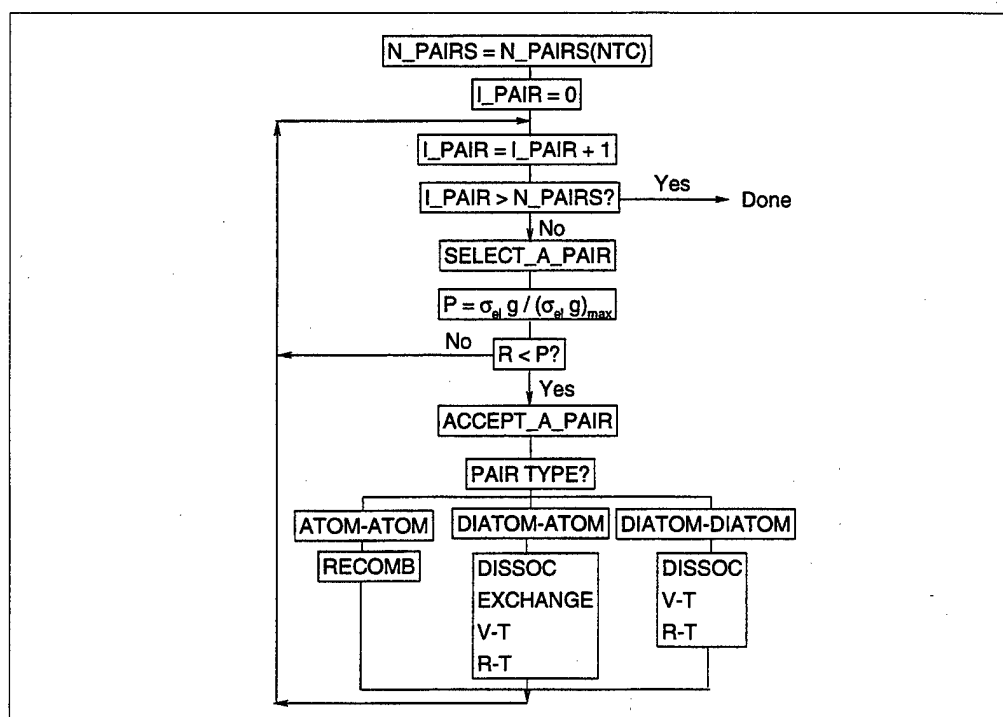 N_PAIRS = N_PAIRS(NTC)
I_PAIR = 0
I_PAIR = I_PAIR + 1
I_PAIR > N_PAIRS?
Yes
Done
No
SELECT_A_PAIR
P = σel g / (σel g)max
No
R < P?
Yes
ACCEPT_A_PAIR
PAIR TYPE?
ATOM-ATOM
DIATOM-ATOM
DIATOM-DIATOM
RECOMB
DISSOC
EXCHANGE
V-T
R-T
DISSOC
V-T
R-T